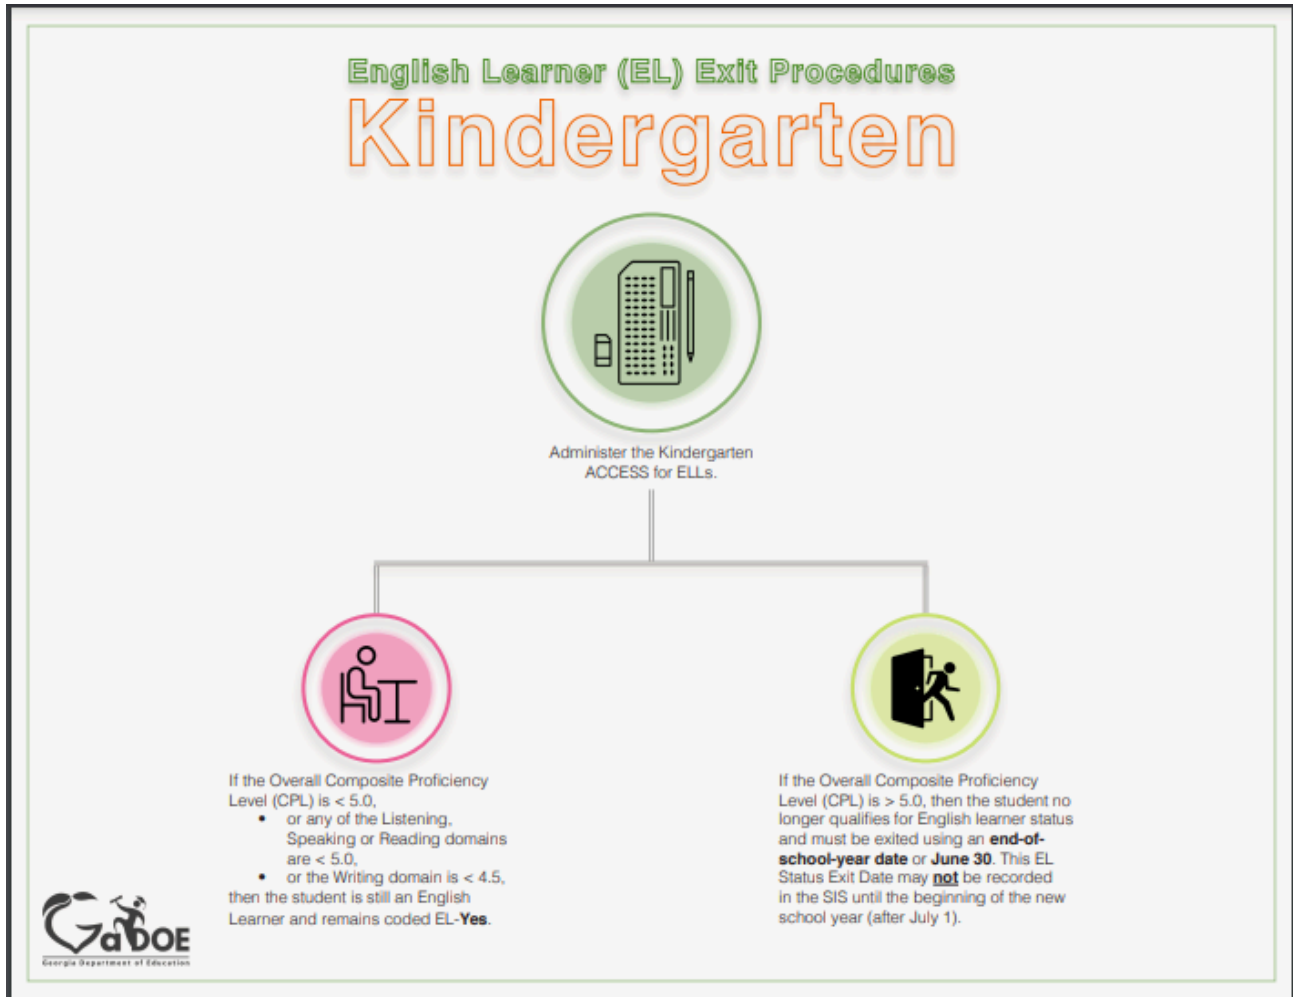 English Learner (EL) Exit Procedures
Kindergarten
Administer the Kindergarten
ACCESS for ELLs.
If the Overall Composite Proficiency
Level (CPL) is < 5.0,
• or any of the Listening,
Speaking or Reading domains
are < 5.0,
• or the Writing domain is < 4.5,
then the student is still an English
Learner and remains coded EL-Yes.
If the Overall Composite Proficiency
Level (CPL) is > 5.0, then the student no
longer qualifies for English learner status
and must be exited using an end-of-
school-year date or June 30. This EL
Status Exit Date may not be recorded
in the SIS until the beginning of the new
school year (after July 1).
GaDOE
Georgia Department of Education